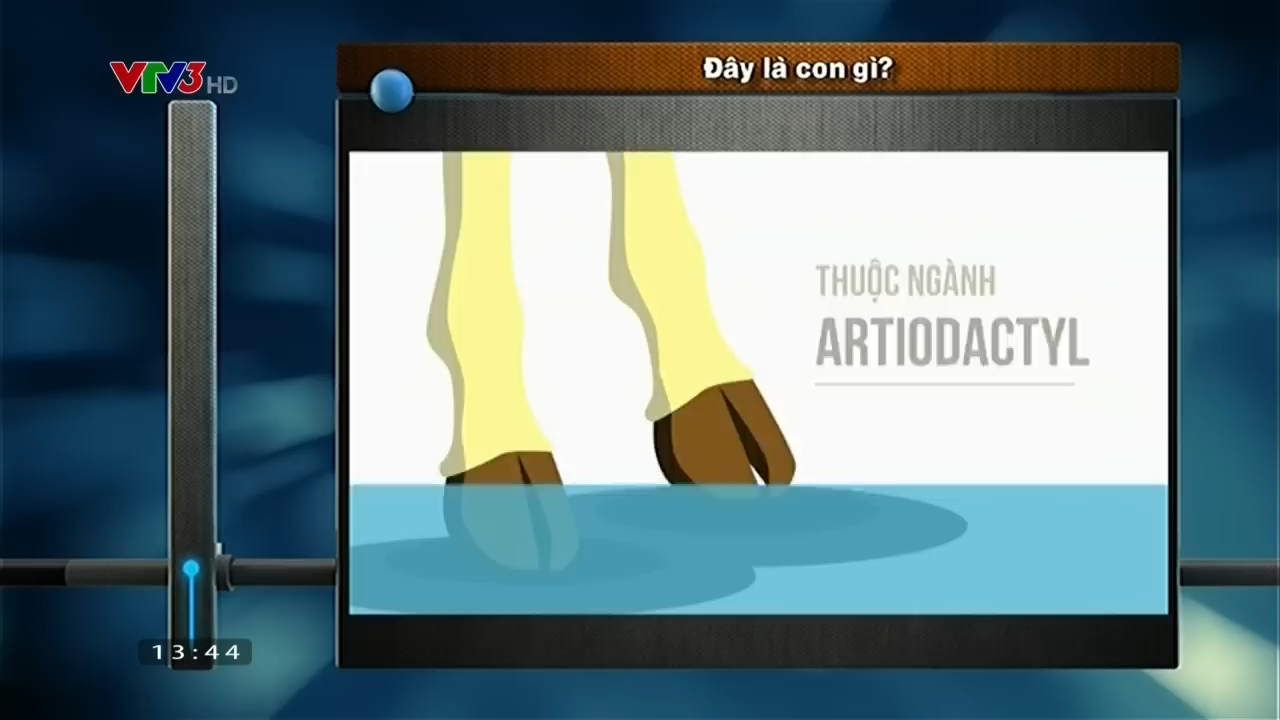 VTV3 HD
Đây là con gì?
THUỘC NGÀNH
ARTIODACTYL
13:44